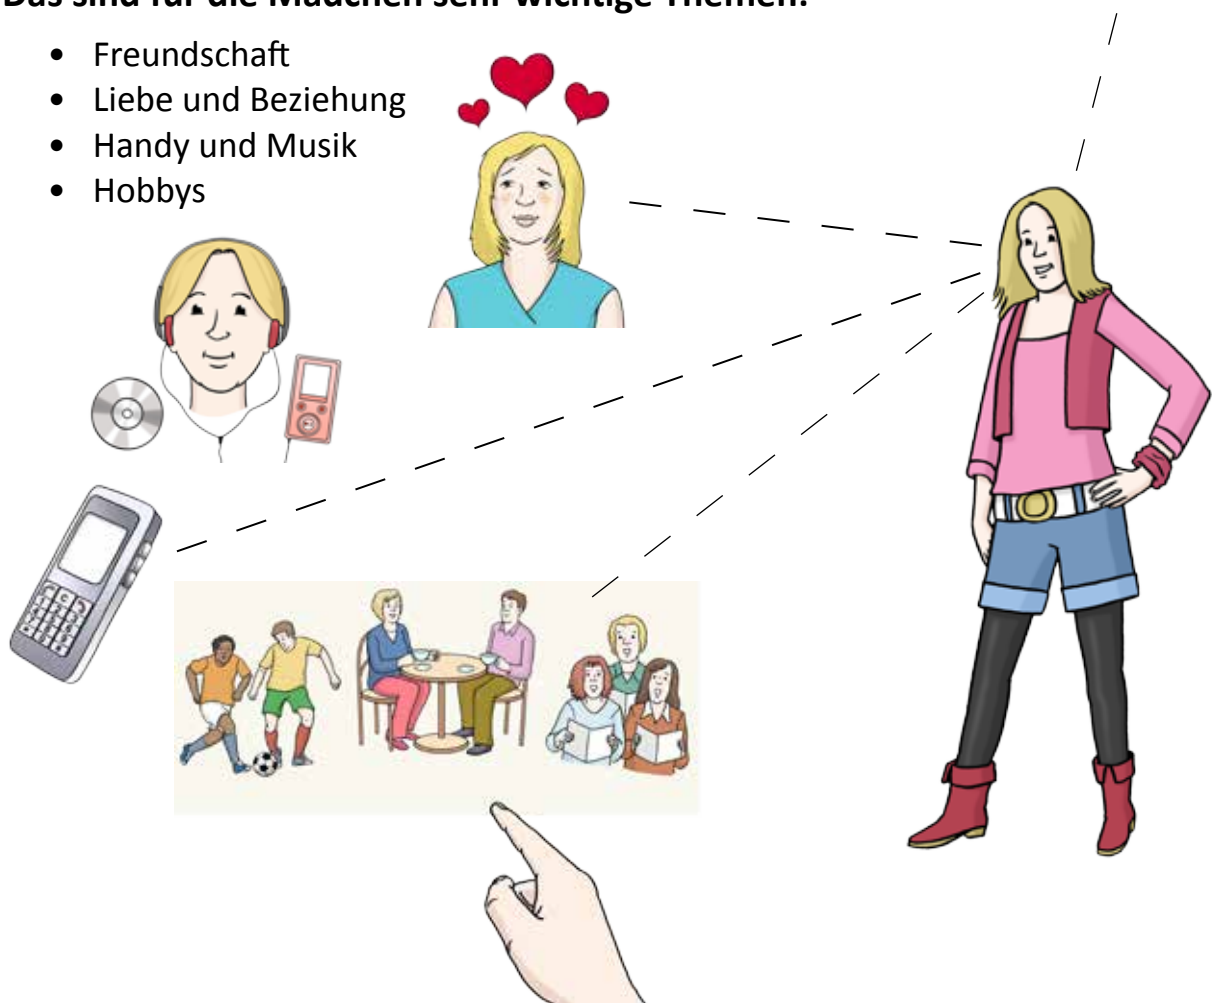 Das sind für die Mädchen sehr wichtige Themen:
• Freundschaft
• Liebe und Beziehung
• Handy und Musik
• Hobbys